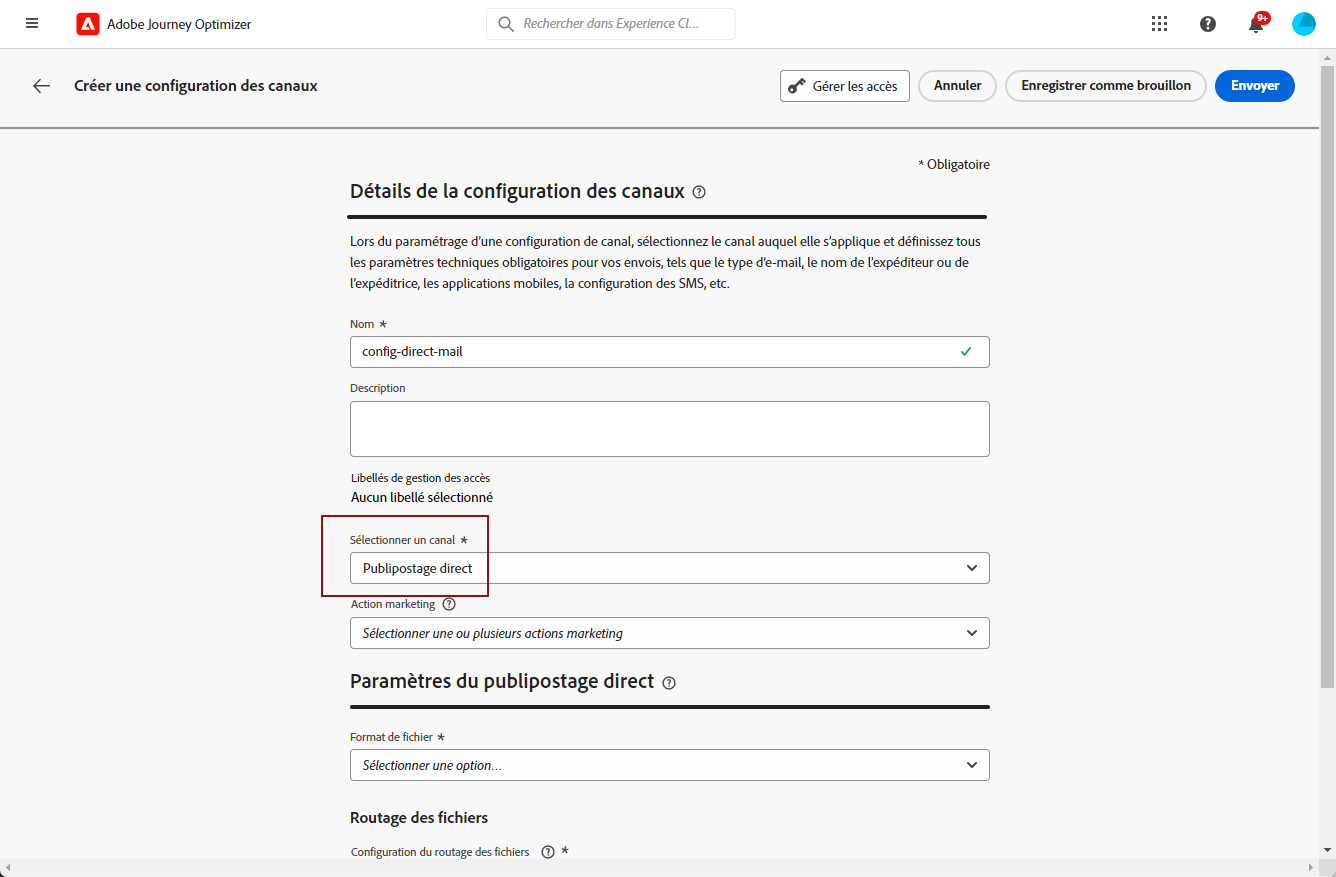 Adobe Journey Optimizer
Rechercher dans Experience Cl...
9+
Créer une configuration des canaux
Gérer les accès
Annuler
Enregistrer comme brouillon
Envoyer
* Obligatoire
Détails de la configuration des canaux
Lors du paramétrage d’une configuration de canal, sélectionnez le canal auquel elle s’applique et définissez tous
les paramètres techniques obligatoires pour vos envois, tels que le type d’e-mail, le nom de l’expéditeur ou de
l’expéditrice, les applications mobiles, la configuration des SMS, etc.
Nom *
config-direct-mail
Description
Libellés de gestion des accès
Aucun libellé sélectionné
Sélectionner un canal *
Publipostage direct
Action marketing
Sélectionner une ou plusieurs actions marketing
Paramètres du publipostage direct
Format de fichier *
Sélectionner une option...
Routage des fichiers
Configuration du routage des fichiers *